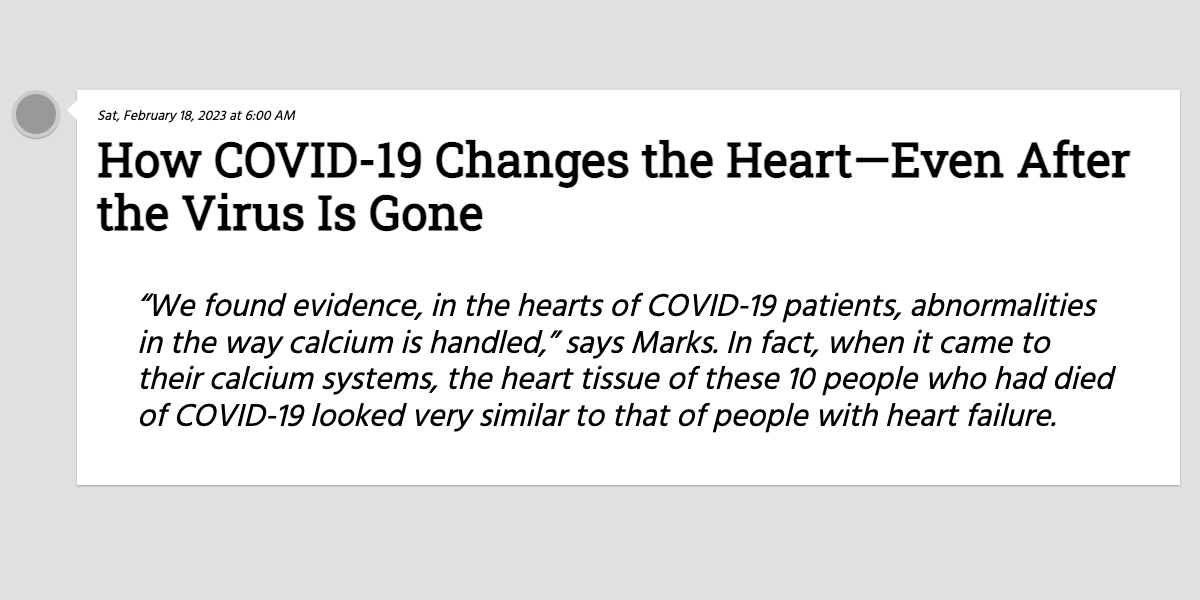 Sat, February 18, 2023 at 6:00 AM
How COVID-19 Changes the Heart—Even After
the Virus Is Gone
“We found evidence, in the hearts of COVID-19 patients, abnormalities
in the way calcium is handled,” says Marks. In fact, when it came to
their calcium systems, the heart tissue of these 10 people who had died
of COVID-19 looked very similar to that of people with heart failure.